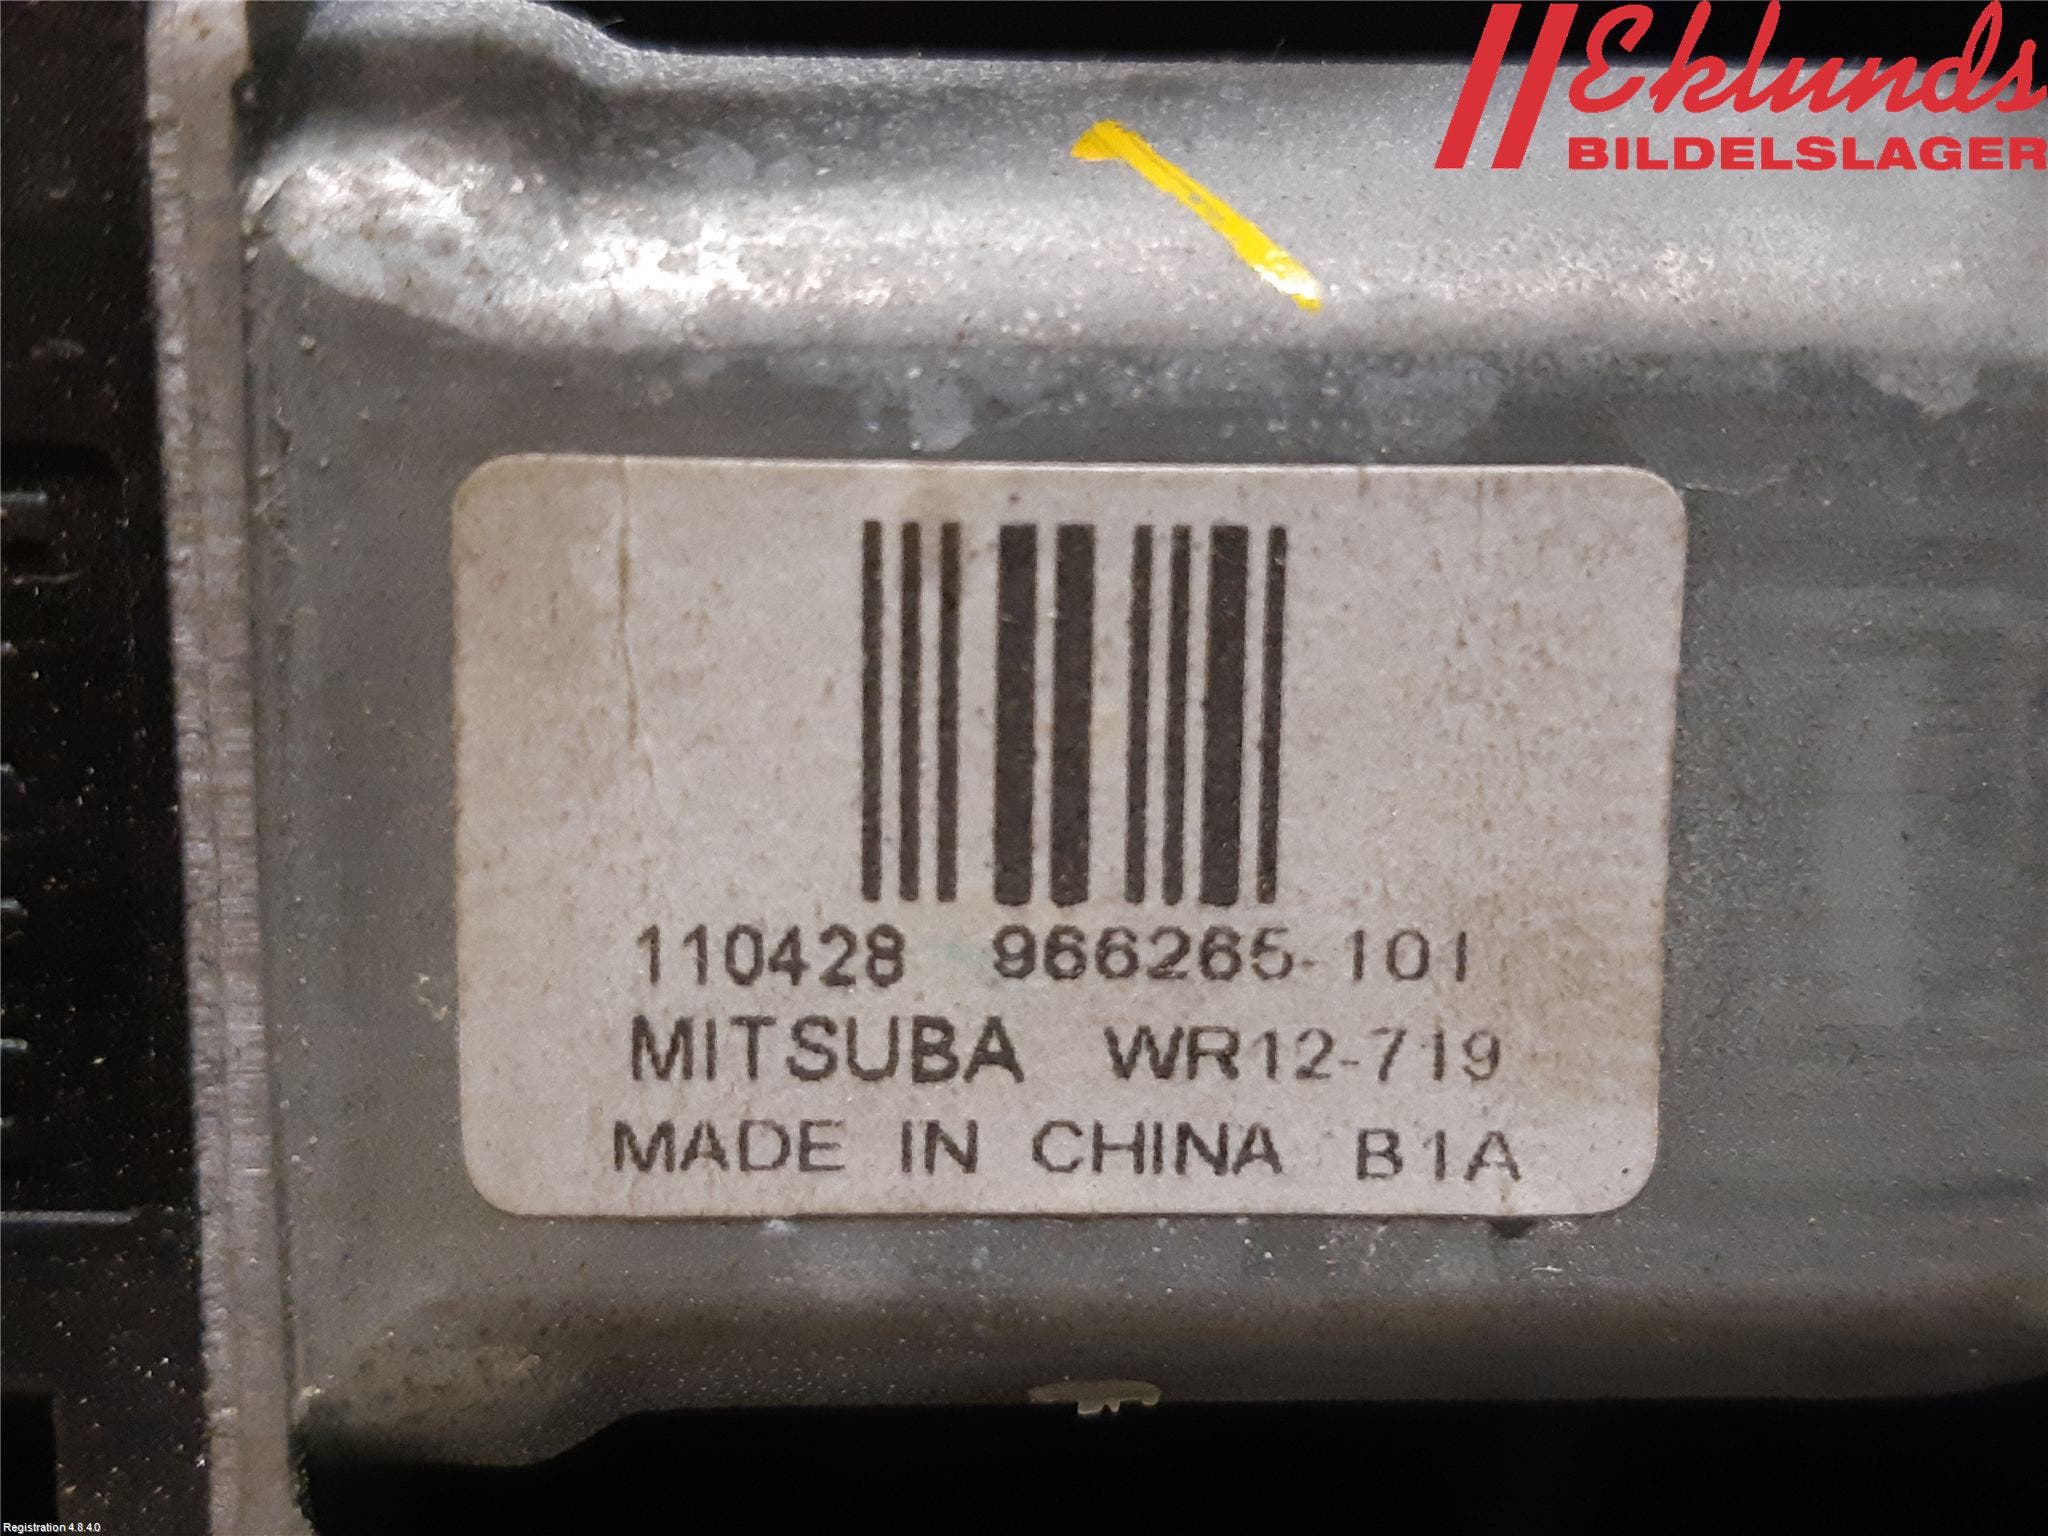 Eklunds
BILDELSLAGER
110428 966265-101
MITSUBA WR12-719
MADE IN CHINA B1A
Registration 4.8.4.0